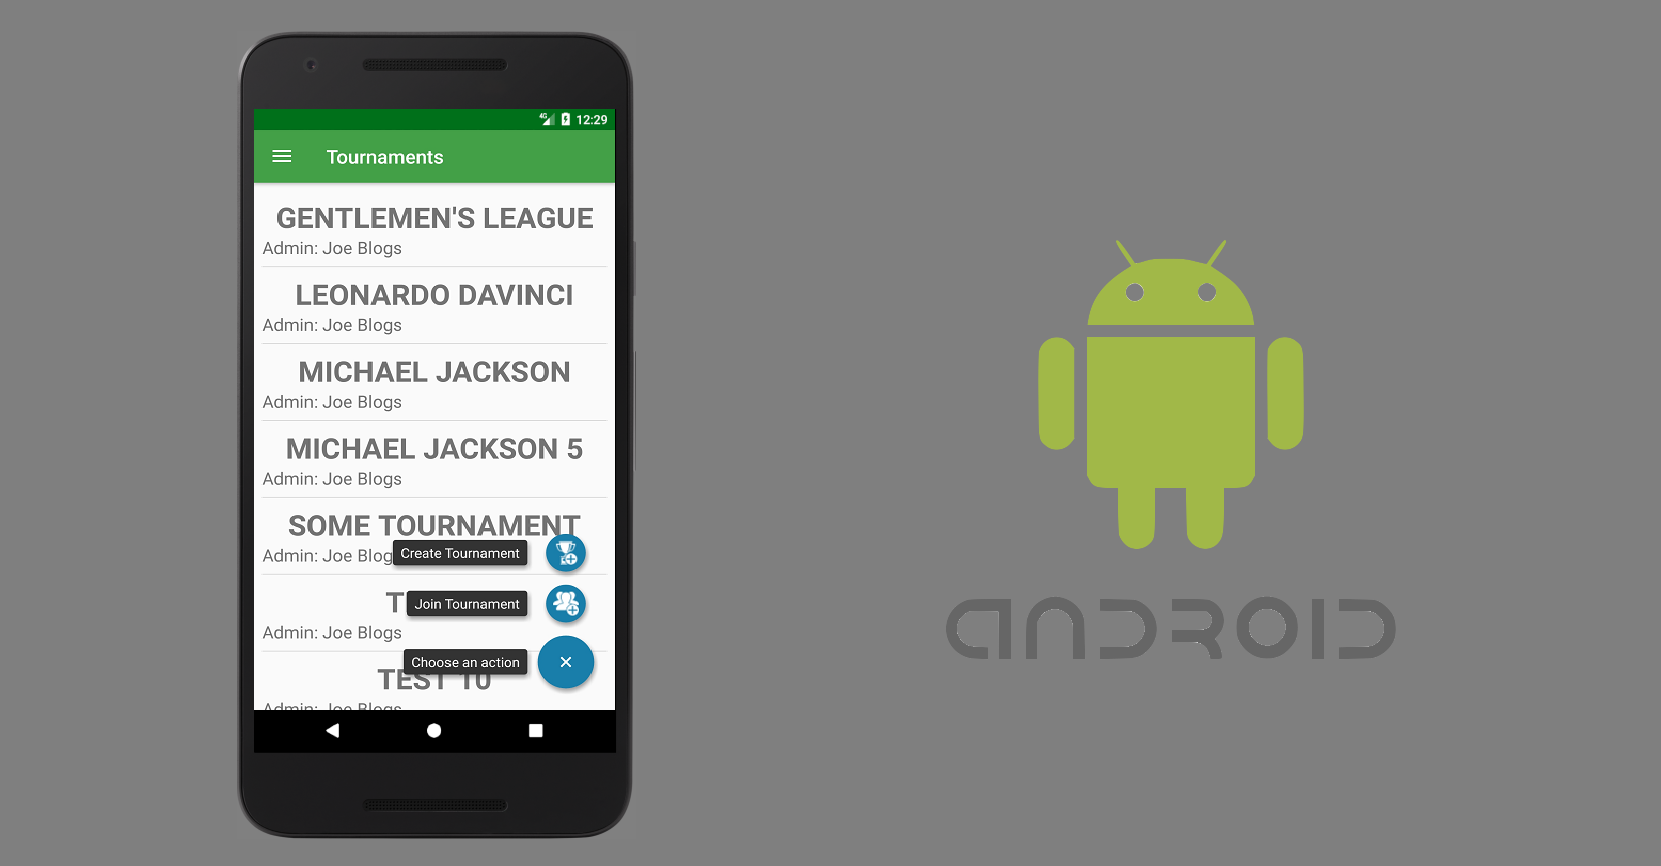 4G 12:29
Tournaments
GENTLEMEN'S LEAGUE
Admin: Joe Blogs
LEONARDO DAVINCI
Admin: Joe Blogs
MICHAEL JACKSON
Admin: Joe Blogs
MICHAEL JACKSON 5
Admin: Joe Blogs
SOME TOURNAMENT
Create Tournament
Admin: Joe Blog
Join Tournament
Admin: Joe Blogs
Choose an action
TEST 10
Admin: Joe Blogs
ANDROID